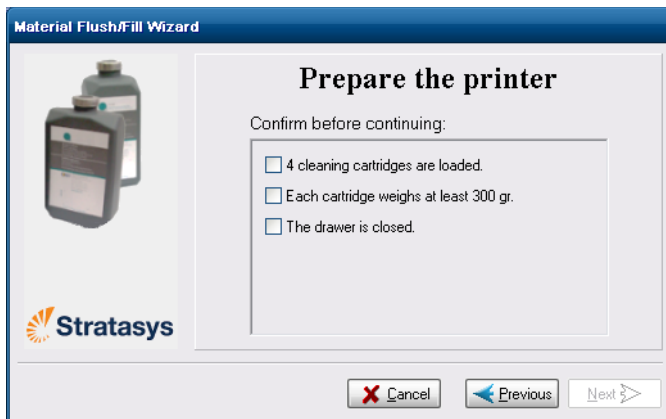 Material Flush/Fill Wizard
Prepare the printer
Confirm before continuing:
4 cleaning cartridges are loaded.
Each cartridge weighs at least 300 gr.
The drawer is closed.
Stratasys
Cancel
Previous
Next